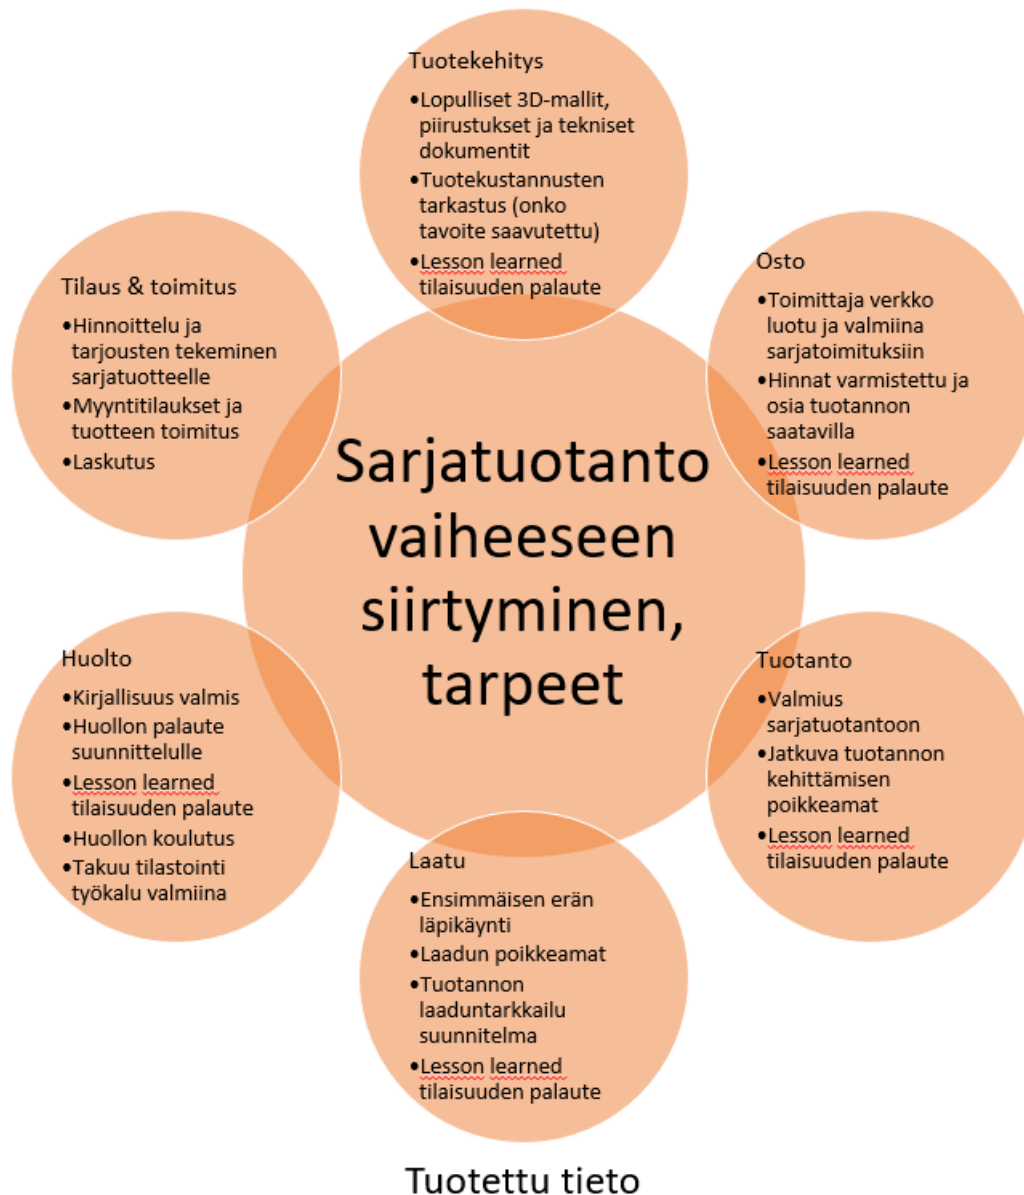 Tuotekehitys
•Lopulliset 3D-mallit,
piirustukset ja tekniset
dokumentit
•Tuotekustannusten
tarkastus (onko
tavoite saavutettu)
•Lesson learned
tilaisuuden palaute
Tilaus & toimitus
•Hinnoittelu ja
tarjousten tekeminen
sarjatuotteelle
•Myyntitilaukset ja
tuotteen toimitus
•Laskutus
Osto
•Toimittaja verkko
luotu ja valmiina
sarjatoimituksiin
•Hinnat varmistettu ja
osia tuotannon
saatavilla
•Lesson learned
tilaisuuden palaute
Sarjatuotanto
vaiheeseen
siirtyminen,
tarpeet
Huolto
•Kirjallisuus valmis
•Huollon palaute
suunnittelulle
•Lesson learned
tilaisuuden palaute
•Huollon koulutus
•Takuu tilastointi
työkalu valmiina
Tuotanto
•Valmius
sarjatuotantoon
•Jatkuva tuotannon
kehittämisen
poikkeamat
•Lesson learned
tilaisuuden palaute
Laatu
•Ensimmäisen erän
läpikäynti
•Laadun poikkeamat
•Tuotannon
laaduntarkkailu
suunnitelma
•Lesson learned
tilaisuuden palaute
Tuotettu tieto